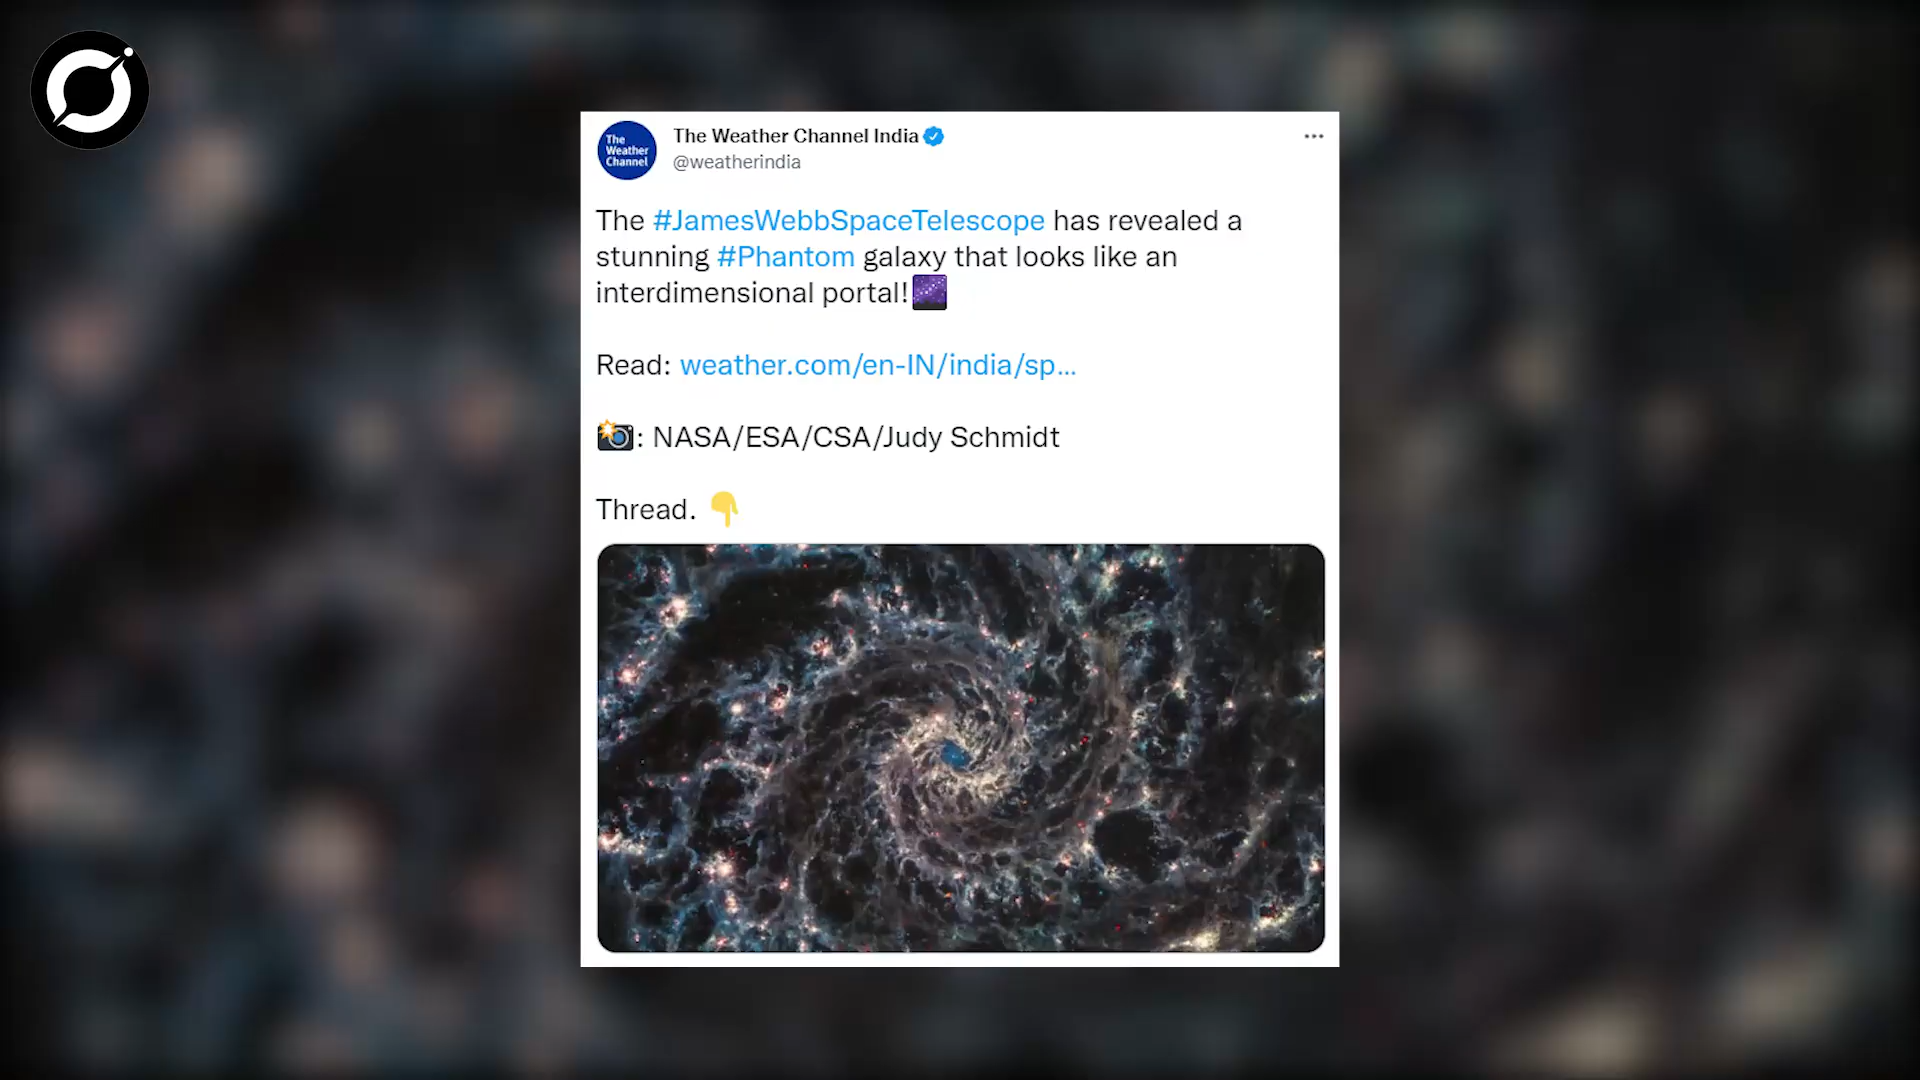 The Weather Channel India
The
Weather
Channel
@weatherindia
The #JamesWebbSpaceTelescope has revealed a
stunning #Phantom galaxy that looks like an
interdimensional portal!
Read: weather.com/en-IN/india/sp...
: NASA/ESA/CSA/Judy Schmidt
Thread.